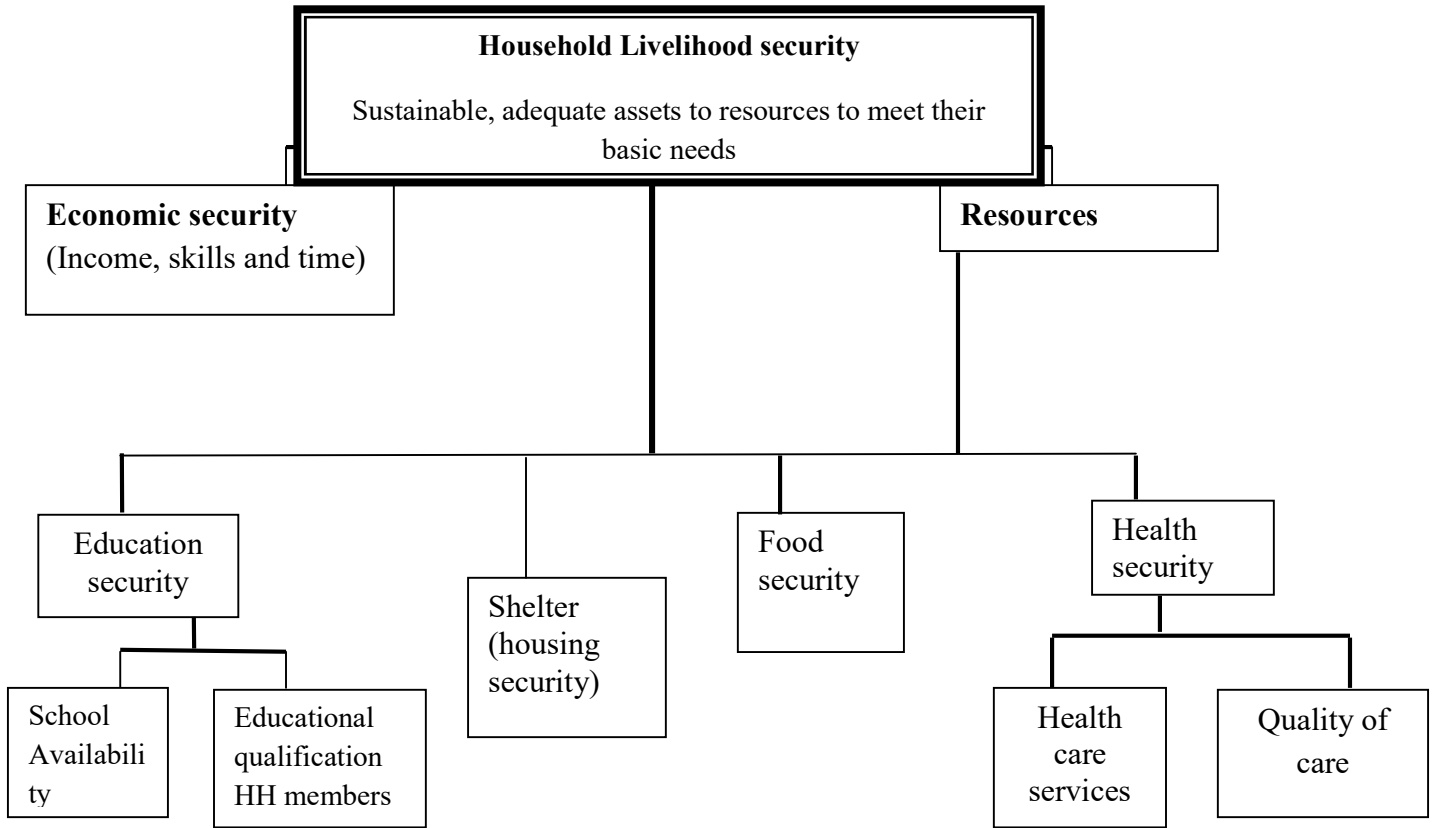 Household Livelihood security
Sustainable, adequate assets to resources to meet their
basic needs
Economic security
(Income, skills and time)
Resources
Education
security
Shelter
(housing
security)
Food
security
Health
security
School
Availabili
ty
Educational
qualification
HH members
Health
care
services
Quality of
care